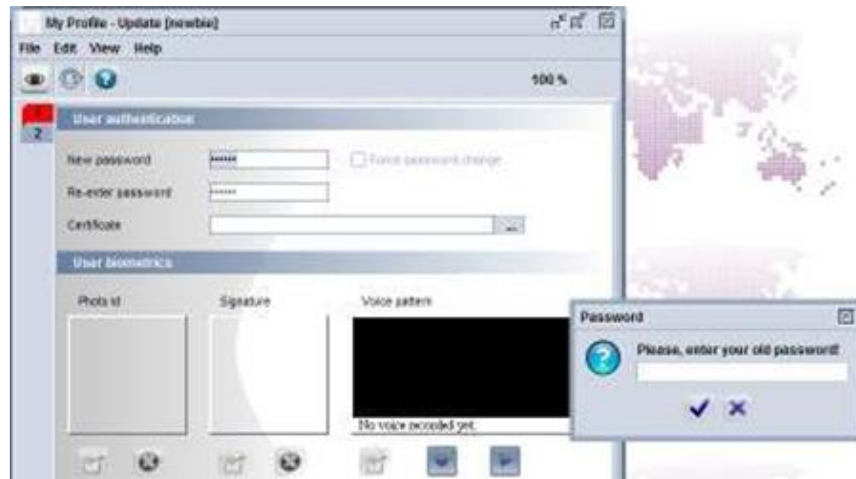 My Profile - Update [newbie]
File Edit View Help
100 %
1
2
User authentication
New password
Force password change
Re-enter password
Certificate
...
User biometrics
Photo id Signature Voice pattern
No voice recorded yet.
Password
Please, enter your old password!